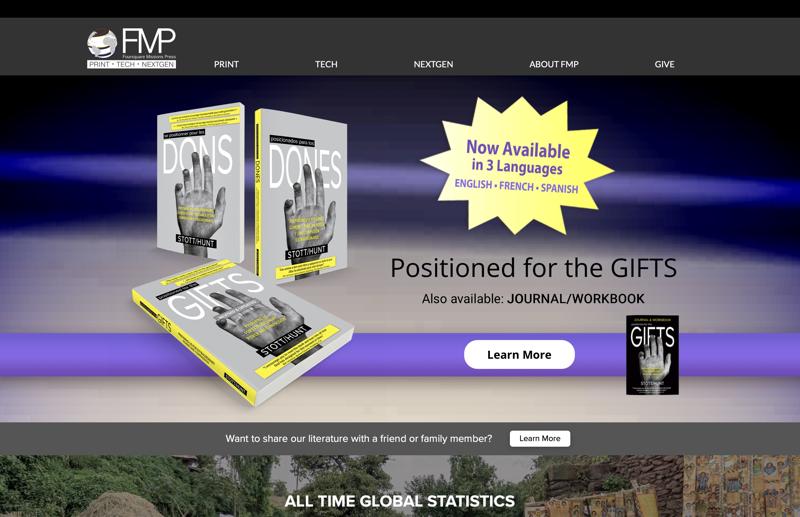 FMP
Foursquare Missions Press
PRINT • TECH • NEXTGEN
PRINT
TECH
NEXTGEN
ABOUT FMP
GIVE
se positionner pour les
DONS
STOTT/HUNT
DONES
posicionados para los
DONES
STOTT/HUNT
GIFTS
GIFTS
STOTT/HUNT
Now Available
in 3 Languages
ENGLISH • FRENCH • SPANISH
Positioned for the GIFTS
Also available: JOURNAL/WORKBOOK
Learn More
JOURNAL & WORKBOOK
GIFTS
STOTT/HUNT
Want to share our literature with a friend or family member?
Learn More
ALL TIME GLOBAL STATISTICS